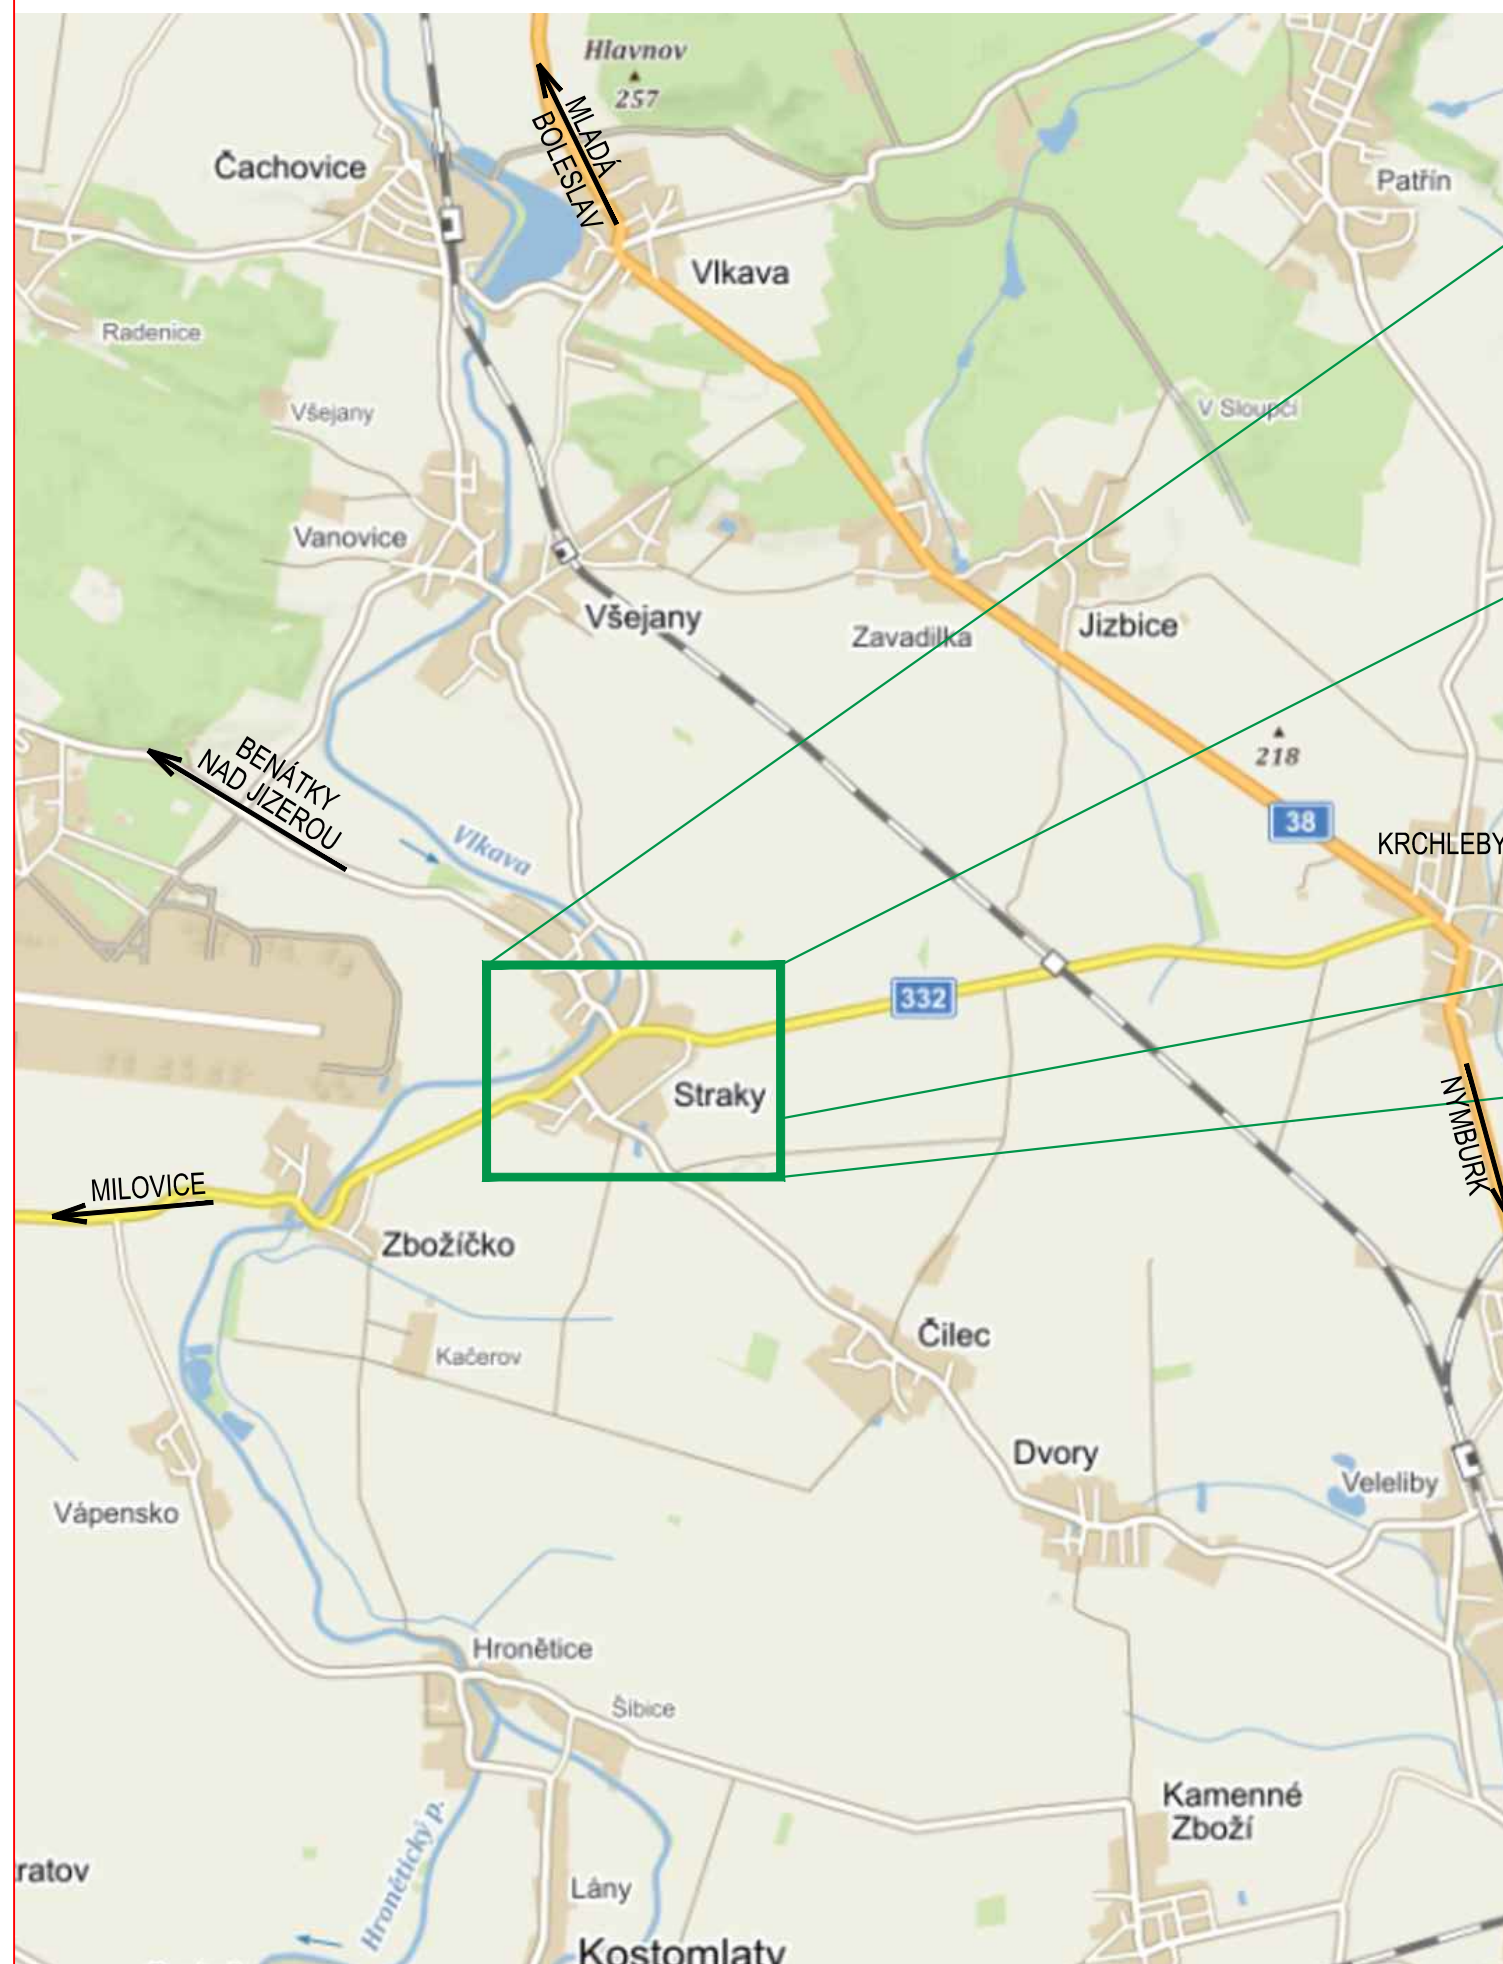 Hlavnov
257
MLADÁ
BOLESLAV
Čachovice
Patřín
Vlkava
Radenice
Všejany
V Sloupčí
Vanovice
Všejany
Zavadilka
Jizbice
218
BENÁTKY
NAD JIZEROU
38
KRCHLEBY
Vlkava
332
Straky
NYMBURK
MILOVICE
Zbožíčko
Čilec
Kačerov
Dvory
Veleliby
Vápensko
Hronětice
Šibice
Kamenné
Zboží
Hronětický p.
ratov
Lány
Kostomlaty